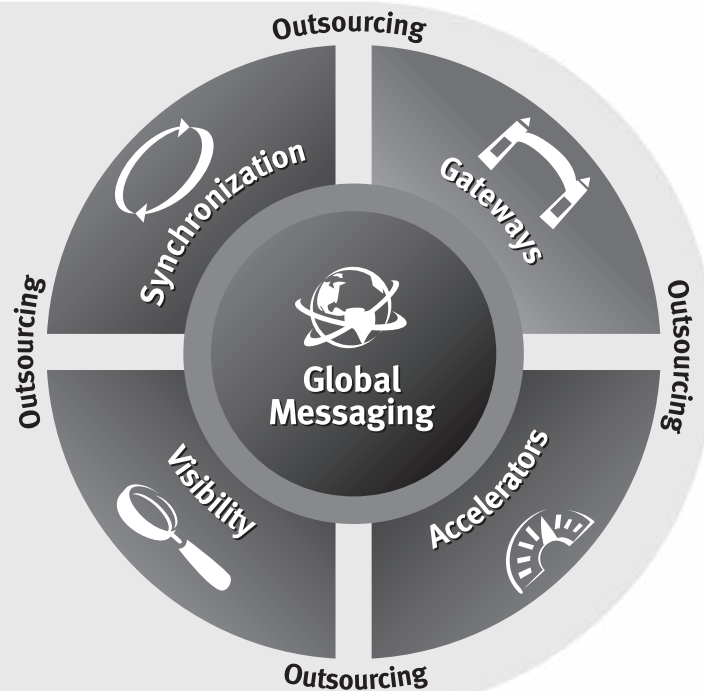 Outsourcing
Synchronization
Gateways
Outsourcing
Outsourcing
Global
Messaging
Visibility
Accelerators
Outsourcing